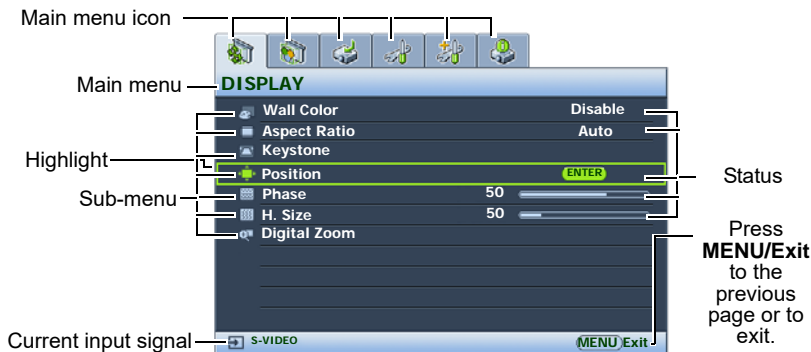 Main menu icon
Main menu
DISPLAY
Wall Color Disable
Aspect Ratio Auto
Keystone
Highlight
Position ENTER
Status
Sub-menu
Phase 50
H. Size 50
Digital Zoom
Press
MENU/Exit
to the
previous
page or to
exit.
Current input signal
S-VIDEO
MENU Exit